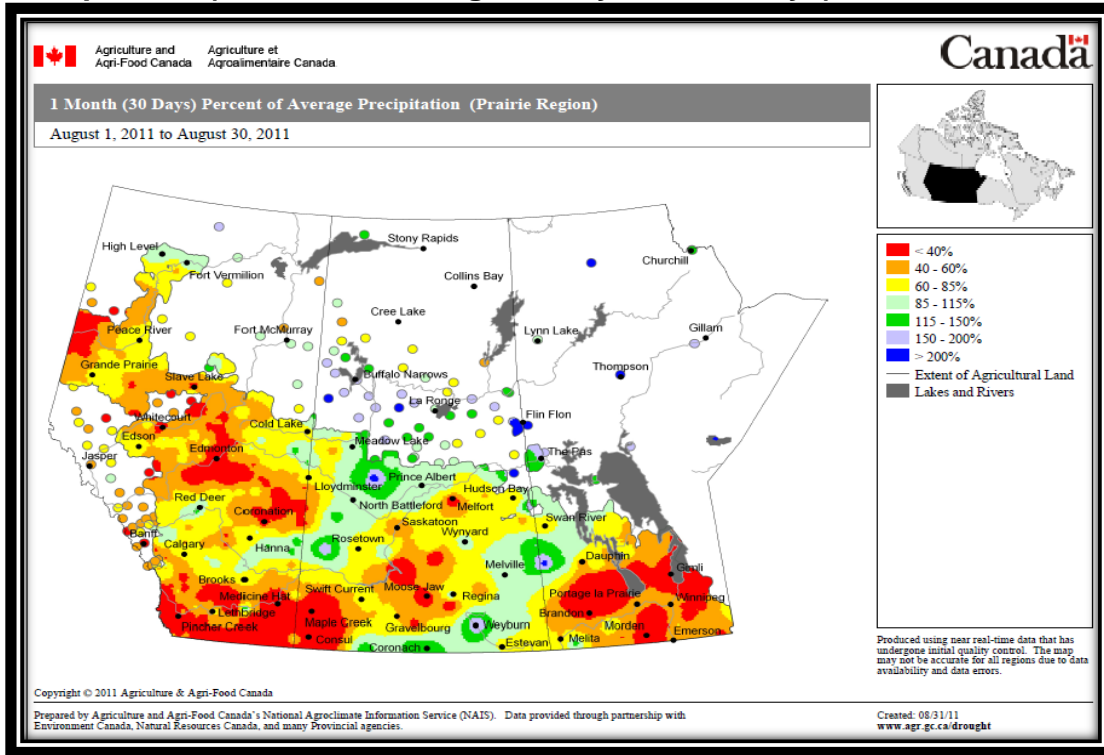 Agriculture and
Agri-Food Canada
Agriculture et
Agroalimentaire Canada
Canada
1 Month (30 Days) Percent of Average Precipitation (Prairie Region)
August 1, 2011 to August 30, 2011
< 40%
40 - 60%
60 - 85%
85 - 115%
115 - 150%
150 - 200%
> 200%
Extent of Agricultural Land
Lakes and Rivers
Stony Rapids
High Level
Churchill
Fort Vermillion
Collins Bay
Cree Lake
Peace River
Fort McMurray
Lynn Lake
Gillam
Grande Prairie
Thompson
Slave Lake
Buffalo Narrows
La Ronge
Whitecourt
Cold Lake
Flin Flon
Edson
Meadow Lake
Edmonton
The Pas
Jasper
Prince Albert
Lloydminster
Hudson Bay
Red Deer
North Battleford
Melfort
Coronation
Saskatoon
Swan River
Banff
Calgary
Hanna
Rosetown
Wynyard
Dauphin
Melville
Gimli
Brooks
Moose Jaw
Medicine Hat
Swift Current
Regina
Portage la Prairie
Winnipeg
Lethbridge
Maple Creek
Brandon
Pincher Creek
Gravelbourg
Weyburn
Morden
Emerson
Consul
Coronach
Estevan
Melita
Produced using near real-time data that has
undergone initial quality control. The map
may not be accurate for all regions due to data
availability and data errors.
Copyright © 2011 Agriculture & Agri-Food Canada
Prepared by Agriculture and Agri-Food Canada's National Agroclimate Information Service (NAIS). Data provided through partnership with
Environment Canada, Natural Resources Canada, and many Provincial agencies.
Created: 08/31/11
www.agr.gc.ca/drought